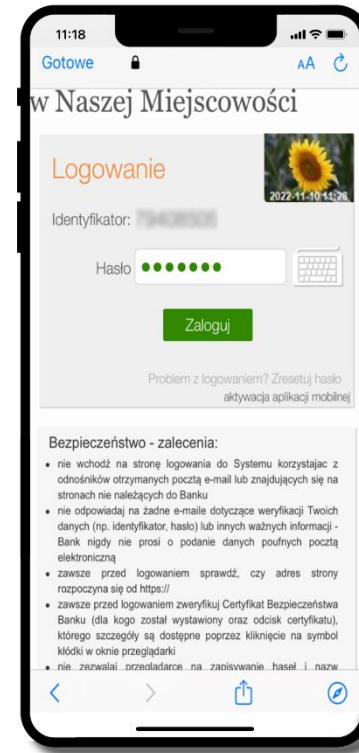 11:18
Gotowe
AA
w Naszej Miejscowości
Logowanie
2022-11-10 11:28
Identyfikator:
Hasło
Zaloguj
Problem z logowaniem? Zresetuj hasło
aktywacja aplikacji mobilnej
Bezpieczeństwo - zalecenia:
• nie wchodź na stronę logowania do Systemu korzystajac z
odnośników otrzymanych pocztą e-mail lub znajdujących się na
stronach nie należących do Banku
• nie odpowiadaj na żadne e-maile dotyczące weryfikacji Twoich
danych (np. identyfikator, hasło) lub innych ważnych informacji -
Bank nigdy nie prosi o podanie danych poufnych pocztą
elektroniczną
• zawsze przed logowaniem sprawdź, czy adres strony
rozpoczyna się od https://
• zawsze przed logowaniem zweryfikuj Certyfikat Bezpieczeństwa
Banku (dla kogo został wystawiony oraz odcisk certyfikatu),
którego szczegóły są dostępne poprzez kliknięcie na symbol
kłódki w oknie przeglądarki
• nie zezwalaj przeglądarce na zapisywanie haseł i nazw